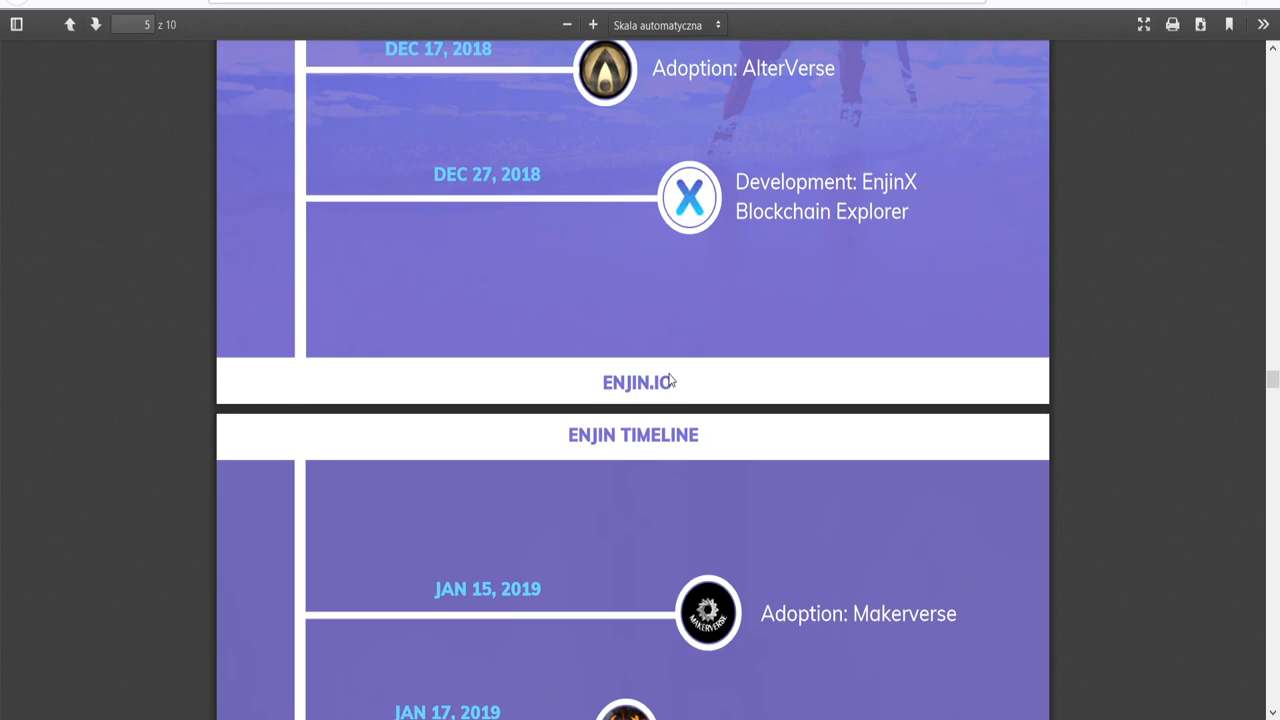 5 z 10 Skala automatyczna
DEC 17, 2018
Adoption: AlterVerse
DEC 27, 2018
Development: EnjinX
Blockchain Explorer
ENJIN.IO
ENJIN TIMELINE
JAN 15, 2019
MAKERVERSE
Adoption: Makerverse
JAN 17, 2019